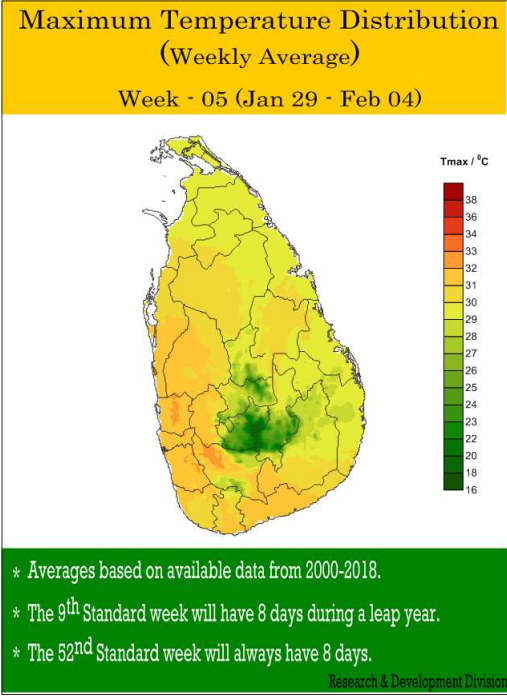 Maximum Temperature Distribution
(Weekly Average)
Week - 05 (Jan 29 - Feb 04)
Tmax / ⁰C
38
36
34
33
32
31
30
29
28
27
26
25
24
23
22
20
18
16
* Averages based on available data from 2000-2018.
* The 9th Standard week will have 8 days during a leap year.
* The 52nd Standard week will always have 8 days.
Research & Development Division